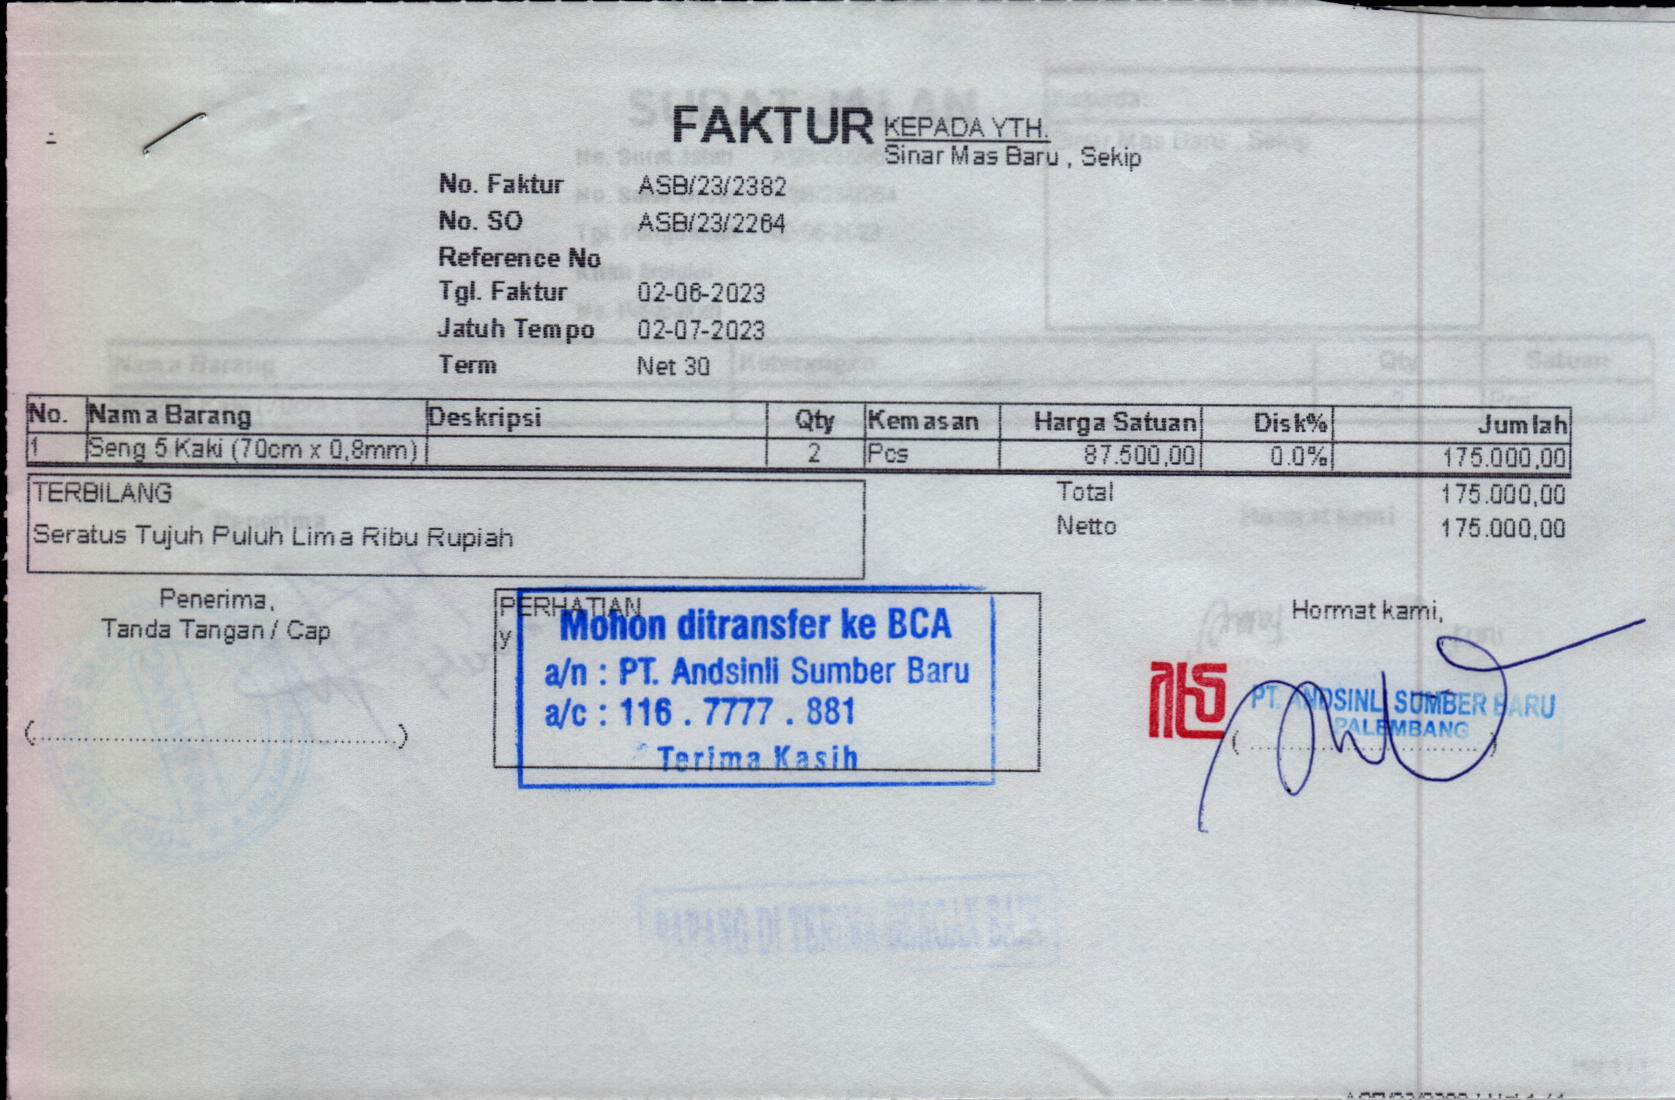 FAKTUR
KEPADA YTH.
Sinar Mas Baru , Sekip
No. Faktur ASB/23/2382
No. SO ASB/23/2264
Reference No
Tgl. Faktur 02-06-2023
Jatuh Tempo 02-07-2023
Term Net 30
No. Nama Barang Deskripsi Qty Kemasan Harga Satuan Disk% Jumlah
1 Seng 5 Kaki (70cm x 0,8mm) 2 Pcs 87.500,00 0.0% 175.000,00
TERBILANG
Seratus Tujuh Puluh Lima Ribu Rupiah
Total 175.000,00
Netto 175.000,00
Penerima,
Tanda Tangan / Cap
(..........................................................)
PERHATIAN
y
Mohon ditransfer ke BCA
a/n : PT. Andsinli Sumber Baru
a/c : 116 . 7777 . 881
Terima Kasih
Hormat kami,
PT. ANDSINLI SUMBER BARU
PALEMBANG